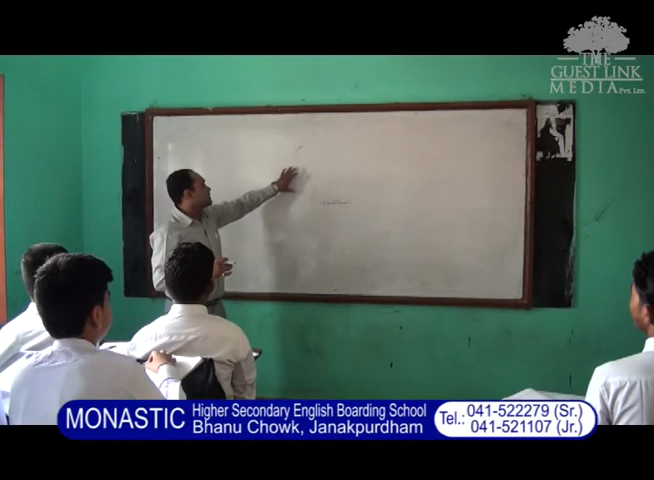 THE
GUEST LINK
MEDIA Pvt. Ltd.
MONASTIC
Higher Secondary English Boarding School
Bhanu Chowk, Janakpurdham
Tel.: 041-522279 (Sr.)
041-521107 (Jr.)